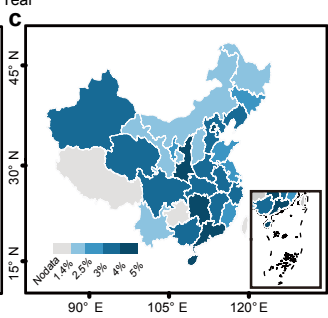 Year
C
45° N
30° N
15° N
Nodata
1.4%
2.5%
3%
4%
5%
90° E
105° E
120° E